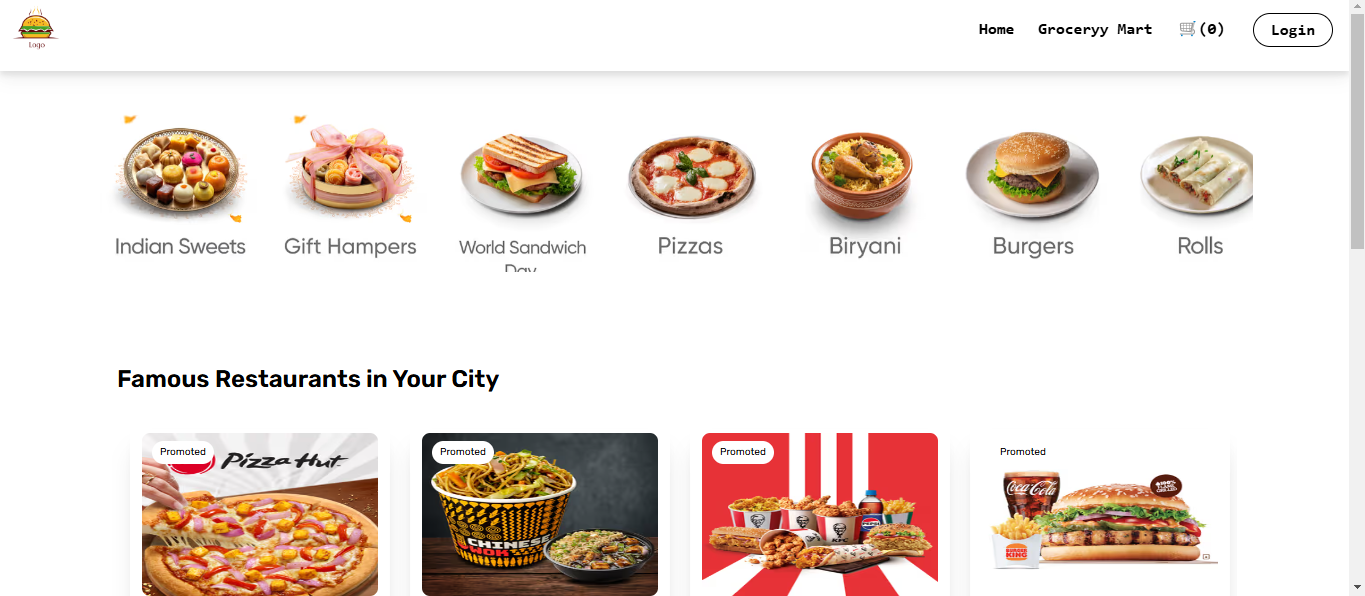 Logo
Home
Groceryy Mart
(0)
Login
Indian Sweets
Gift Hampers
World Sandwich
Day
Pizzas
Biryani
Burgers
Rolls
Famous Restaurants in Your City
Promoted
Pizza Hut
Promoted
CHINESE
WOK
Promoted
KFC
PEPSI
Promoted
Coca-Cola
BURGER
KING